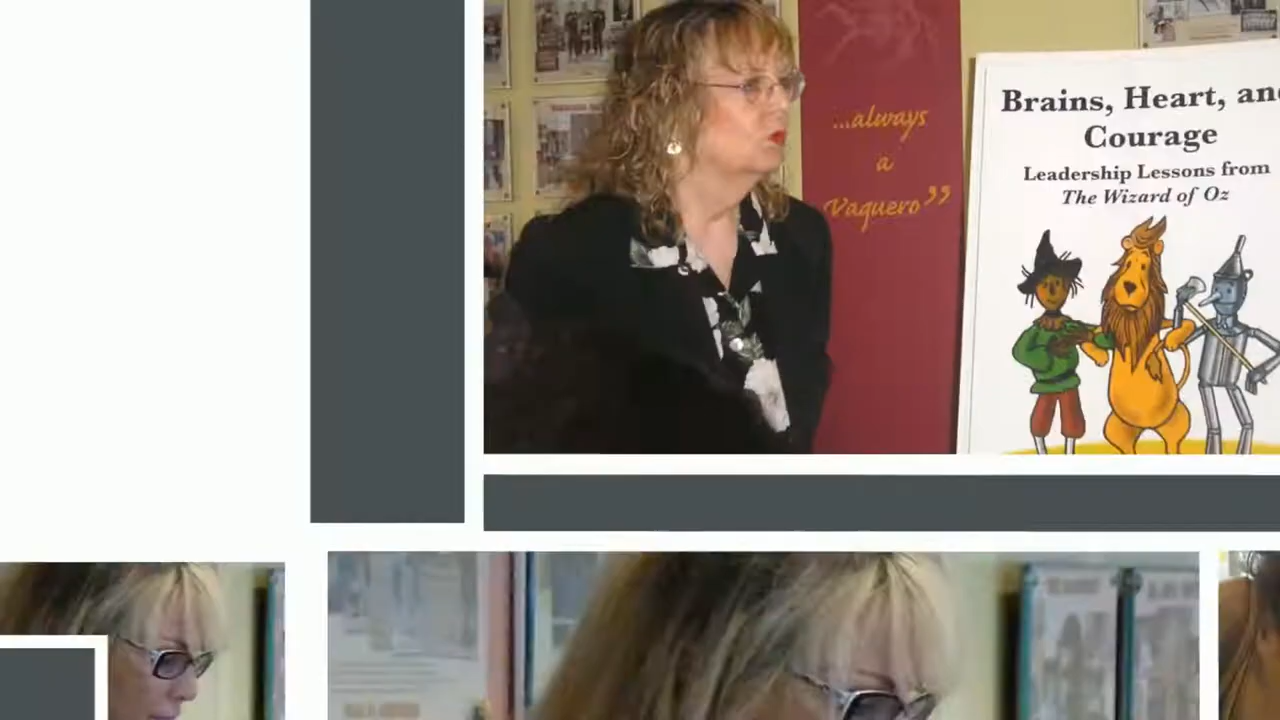 ...always
a
Vaquero”
Brains, Heart, an
Courage
Leadership Lessons from
The Wizard of Oz